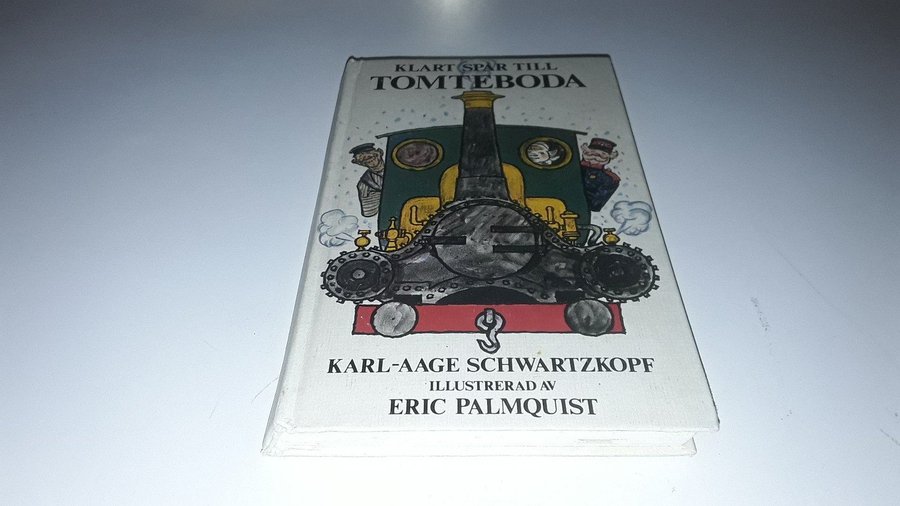 KLART SPÅR TILL
TOMTEBODA
KARL-AAGE SCHWARTZKOPF
ILLUSTRERAD AV
ERIC PALMQUIST